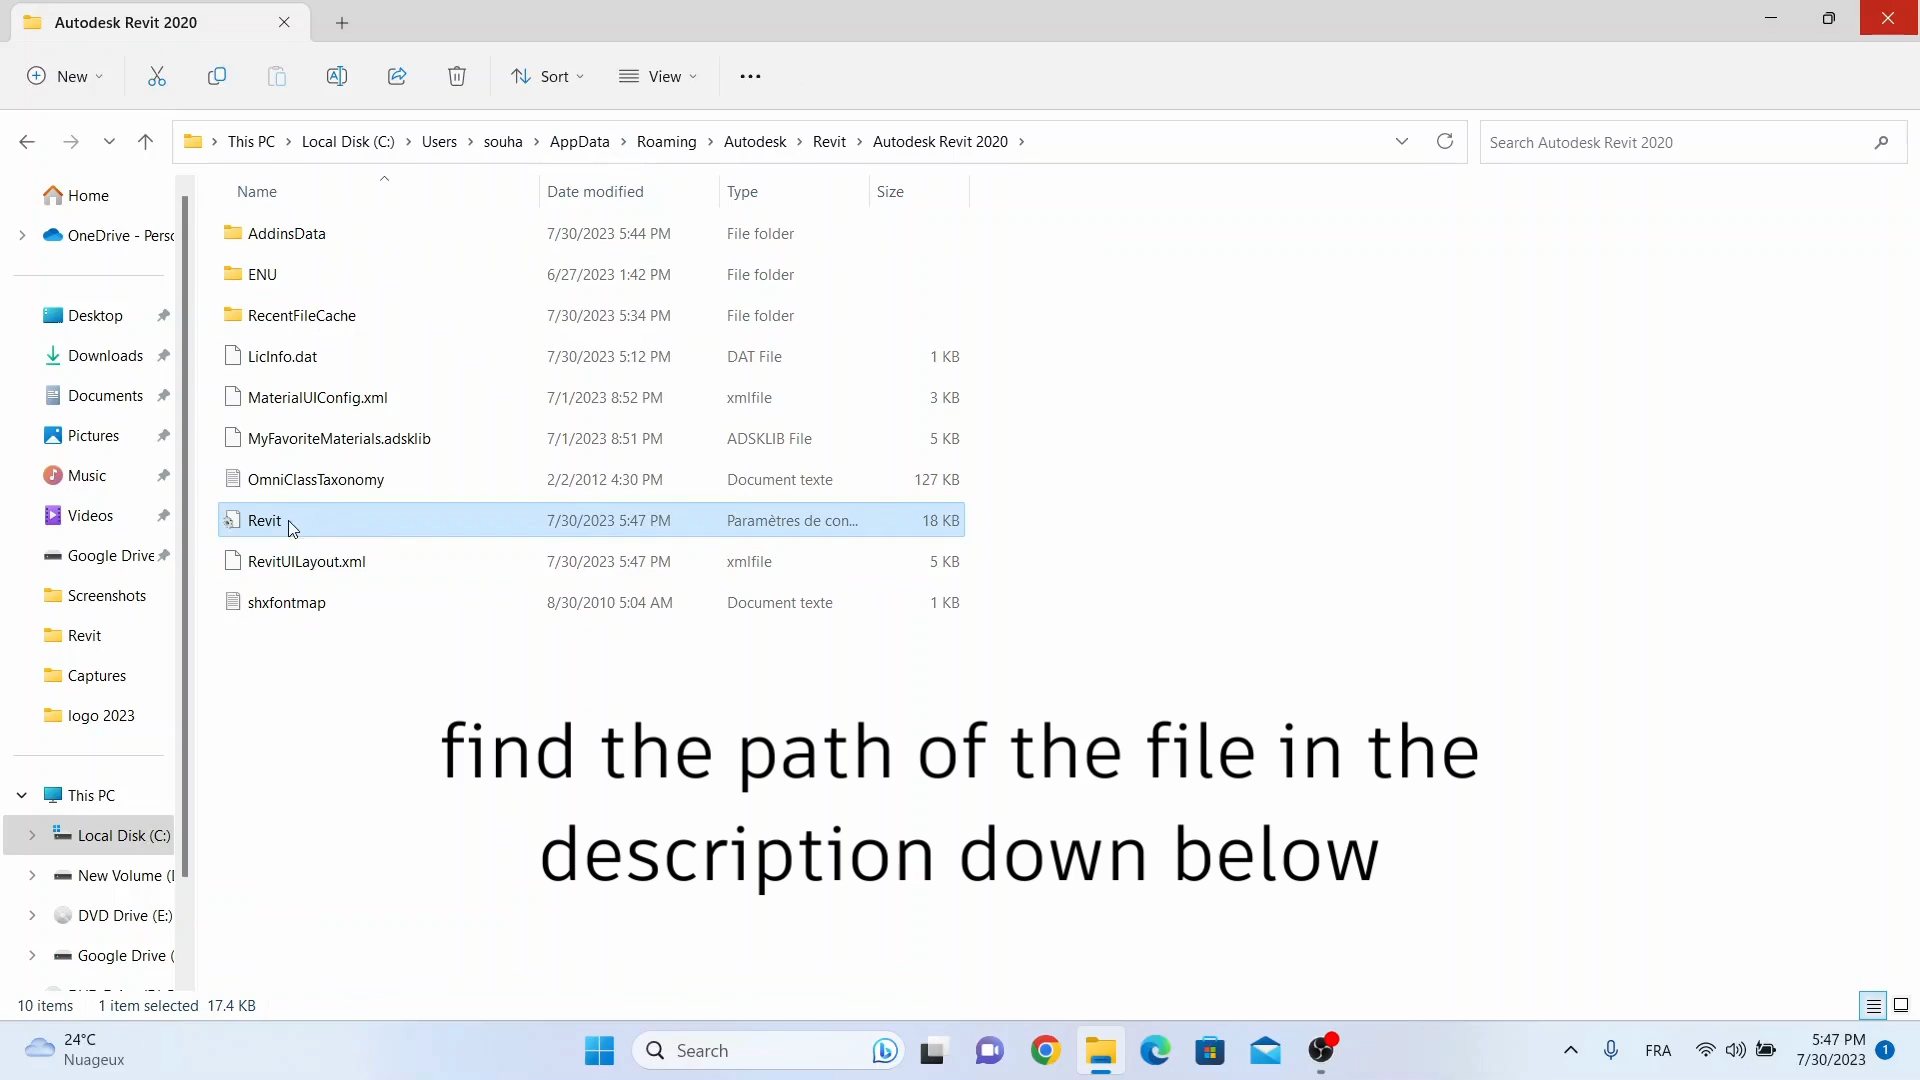 Autodesk Revit 2020
New
Sort
View
This PC
Local Disk (C:)
Users
souha
AppData
Roaming
Autodesk
Revit
Autodesk Revit 2020
Search Autodesk Revit 2020
Home
OneDrive - Perso
Desktop
Downloads
Documents
Pictures
Music
Videos
Google Drive
Screenshots
Revit
Captures
logo 2023
This PC
Local Disk (C:)
New Volume (
DVD Drive (E:)
Google Drive (
Name Date modified Type Size
AddinsData 7/30/2023 5:44 PM File folder
ENU 6/27/2023 1:42 PM File folder
RecentFileCache 7/30/2023 5:34 PM File folder
LicInfo.dat 7/30/2023 5:12 PM DAT File 1 KB
MaterialUIConfig.xml 7/1/2023 8:52 PM xmlfile 3 KB
MyFavoriteMaterials.adsklib 7/1/2023 8:51 PM ADSKLIB File 5 KB
OmniClassTaxonomy 2/2/2012 4:30 PM Document texte 127 KB
Revit 7/30/2023 5:47 PM Paramètres de con... 18 KB
RevitUILayout.xml 7/30/2023 5:47 PM xmlfile 5 KB
shxfontmap 8/30/2010 5:04 AM Document texte 1 KB
find the path of the file in the
description down below
10 items 1 item selected 17.4 KB
24°C
Nuageux
Search
FRA
5:47 PM
7/30/2023
1